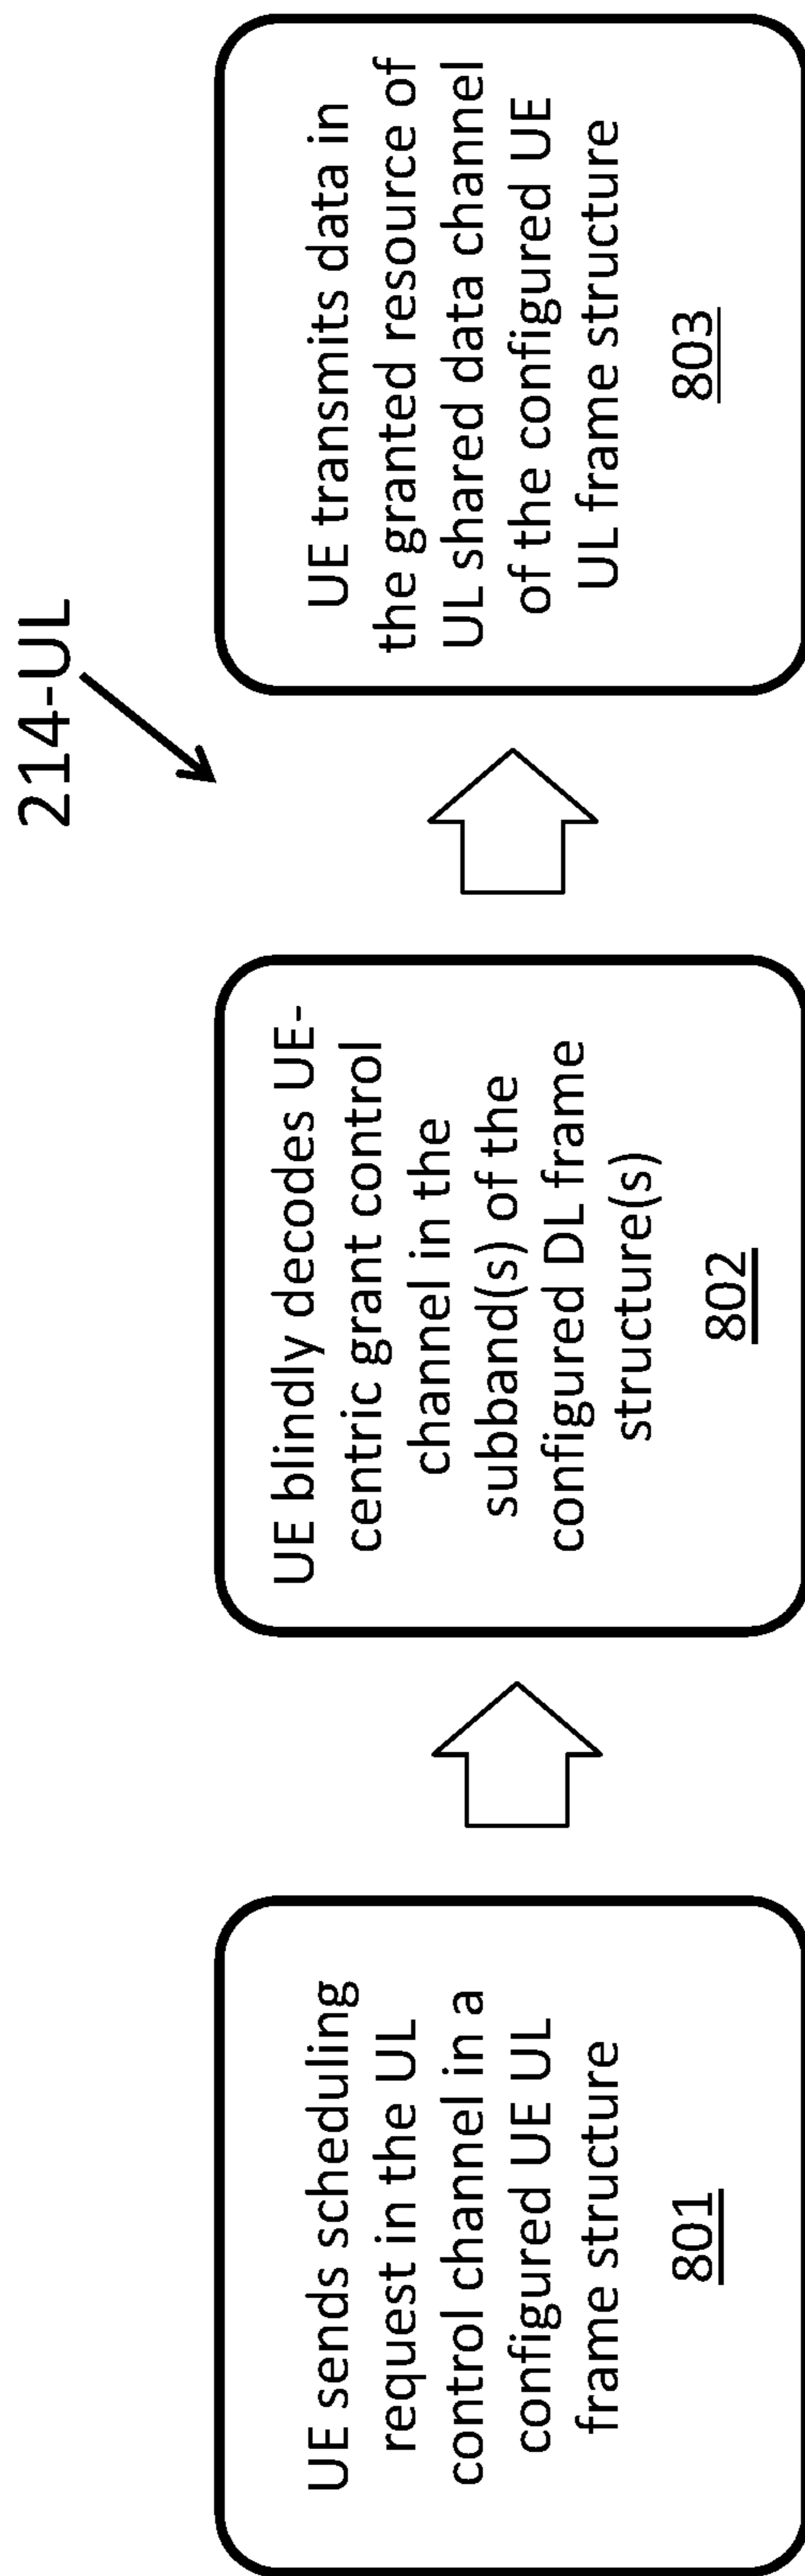 214-UL
UE sends scheduling
request in the UL
control channel in a
configured UE UL
frame structure
801
UE blindly decodes UE-
centric grant control
channel in the
subband(s) of the
configured DL frame
structure(s)
802
UE transmits data in
the granted resource of
UL shared data channel
of the configured UE
UL frame structure
803